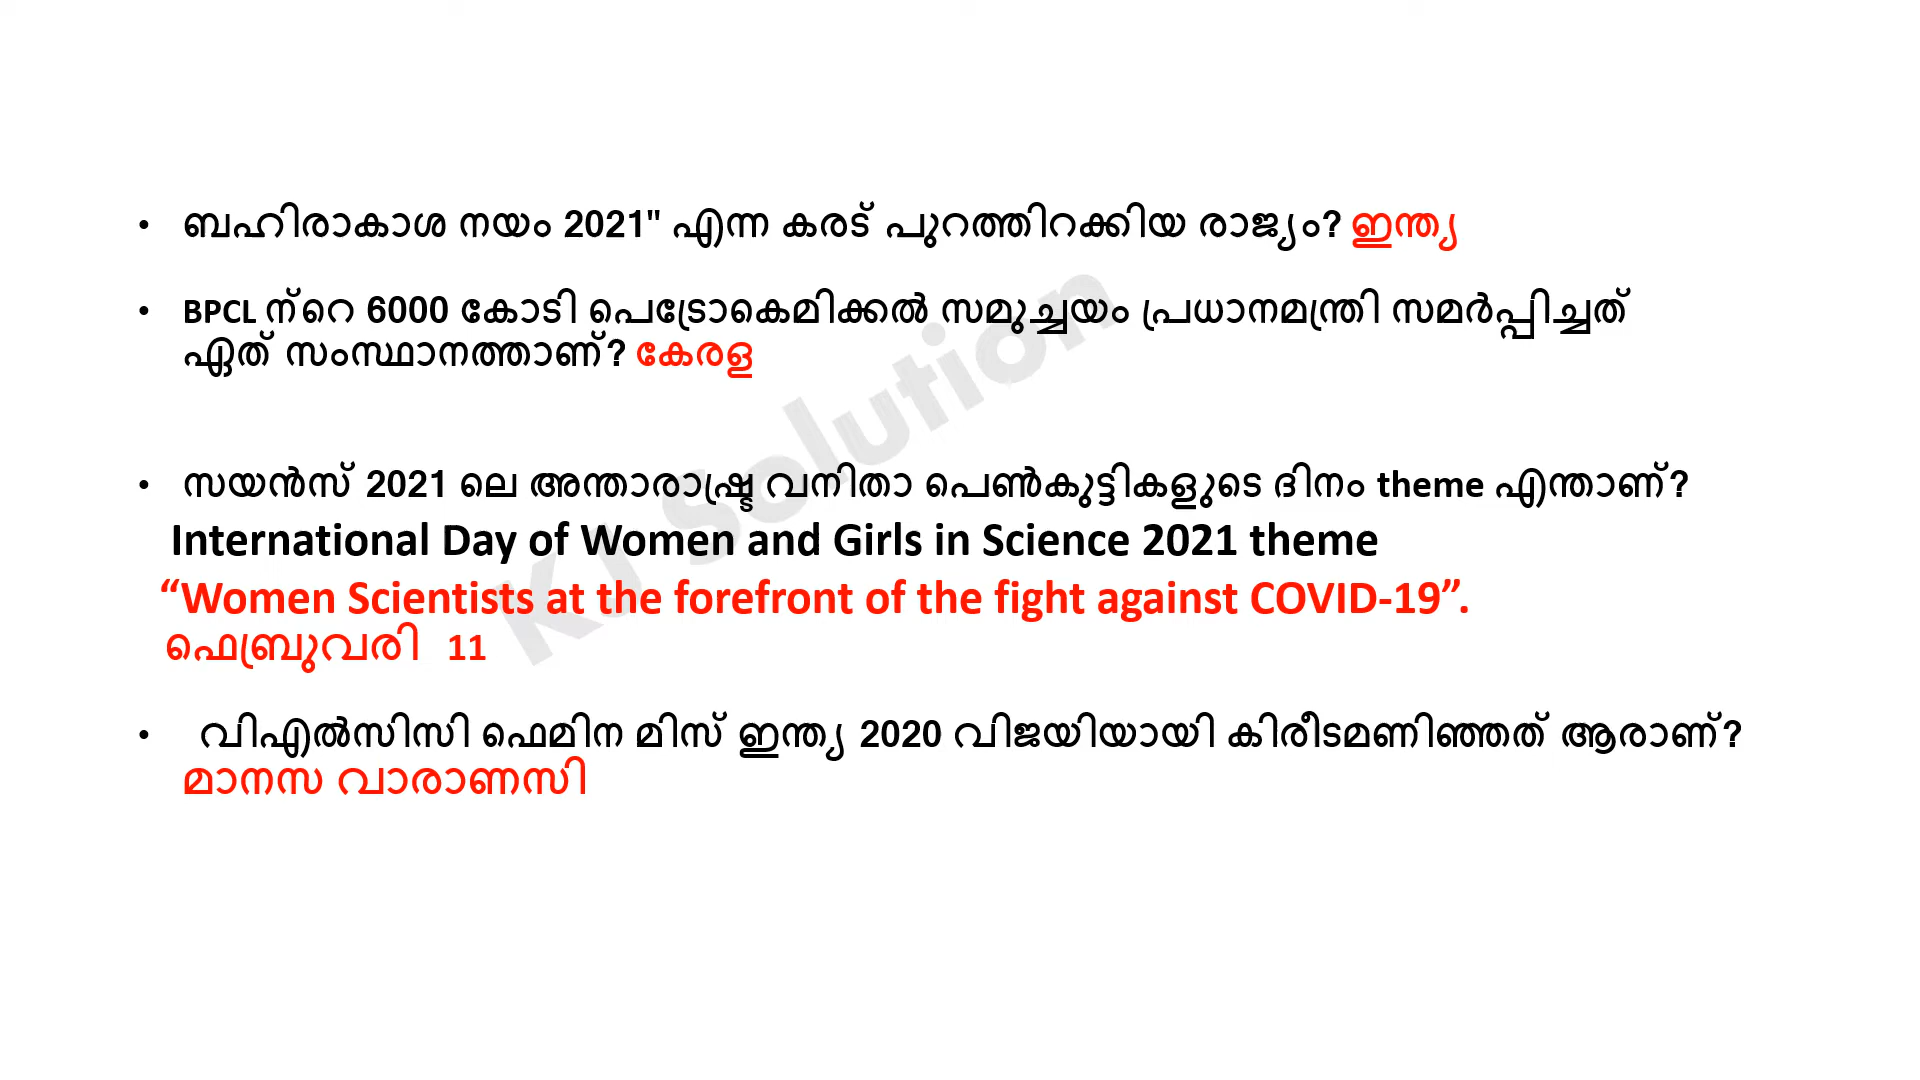 • ബഹിരാകാശ നയം 2021" എന്ന കരട് പുറത്തിറക്കിയ രാജ്യം? ഇന്ത്യ
• BPCL ന്റെ 6000 കോടി പെട്രോകെമിക്കൽ സമുച്ചയം പ്രധാനമന്ത്രി സമർപ്പിച്ചത്
ഏത് സംസ്ഥാനത്താണ്? കേരള
• സയൻസ് 2021 ലെ അന്താരാഷ്ട്ര വനിതാ പെൺകുട്ടികളുടെ ദിനം theme എന്താണ്?
International Day of Women and Girls in Science 2021 theme
“Women Scientists at the forefront of the fight against COVID-19”.
ഫെബ്രുവരി 11
• വിഎൽസിസി ഫെമിന മിസ് ഇന്ത്യ 2020 വിജയിയായി കിരീടമണിഞ്ഞത് ആരാണ്?
മാനസ വാരാണസി